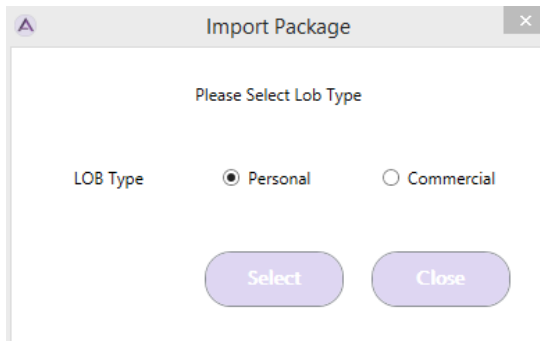 Import Package
Please Select Lob Type
LOB Type Personal Commercial
Select Close